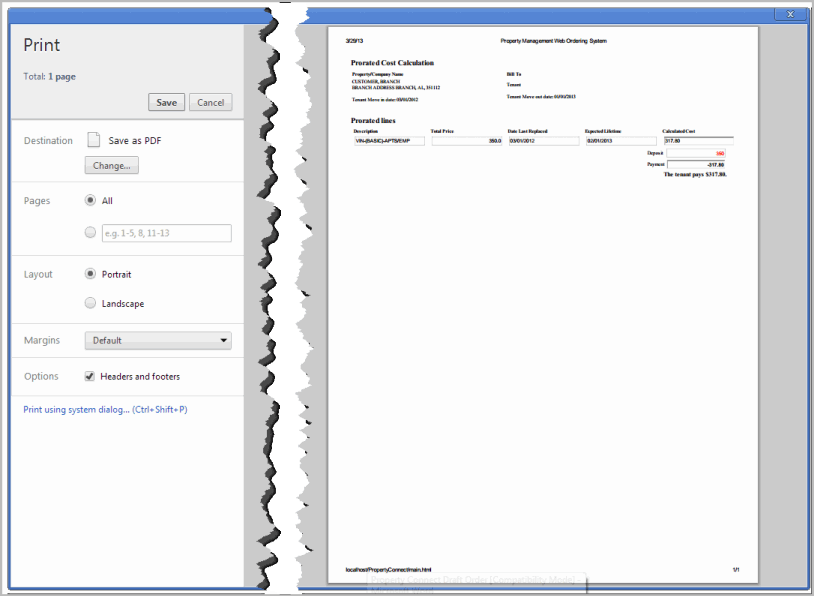 x
Print
Total: 1 page
Save Cancel
Destination Save as PDF
Change...
Pages All
e.g. 1-5, 8, 11-13
Layout Portrait
Landscape
Margins Default
Options Headers and footers
Print using system dialog... (Ctrl+Shift+P)
3/29/13 Property Management Web Ordering System
Prorated Cost Calculation
Property/Company Name Bill To
CUSTOMER, BRANCH
Tenant
BRANCH ADDRESS BRANCH, AL, 351112
Tenant Move in date: 03/01/2012 Tenant Move out date: 03/01/2013
Prorated lines
Description Total Price Date Last Replaced Expected Lifetime Calculated Cost
VIN-(BASIC)-APTS/EMP 350.0 03/01/2012 02/01/2013 317.80
Deposit
Payment -317.80
The tenant pays $317.80.
localhost/PropertyConnect/main.html 1/1
Property Connect Draft Order [Compatibility Mode]